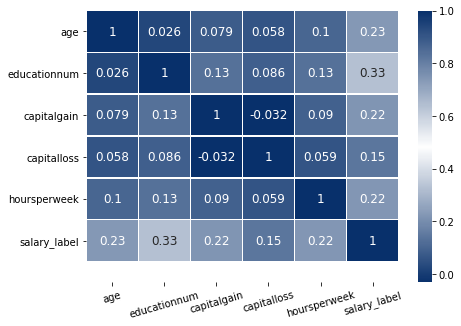 age 1 0.026 0.079 0.058 0.1 0.23
educationnum 0.026 1 0.13 0.086 0.13 0.33
capitalgain 0.079 0.13 1 -0.032 0.09 0.22
capitalloss 0.058 0.086 -0.032 1 0.059 0.15
hoursperweek 0.1 0.13 0.09 0.059 1 0.22
salary_label 0.23 0.33 0.22 0.15 0.22 1
age educationnum capitalgain capitalloss hoursperweek salary_label
1.0
0.8
0.6
0.4
0.2
0.0